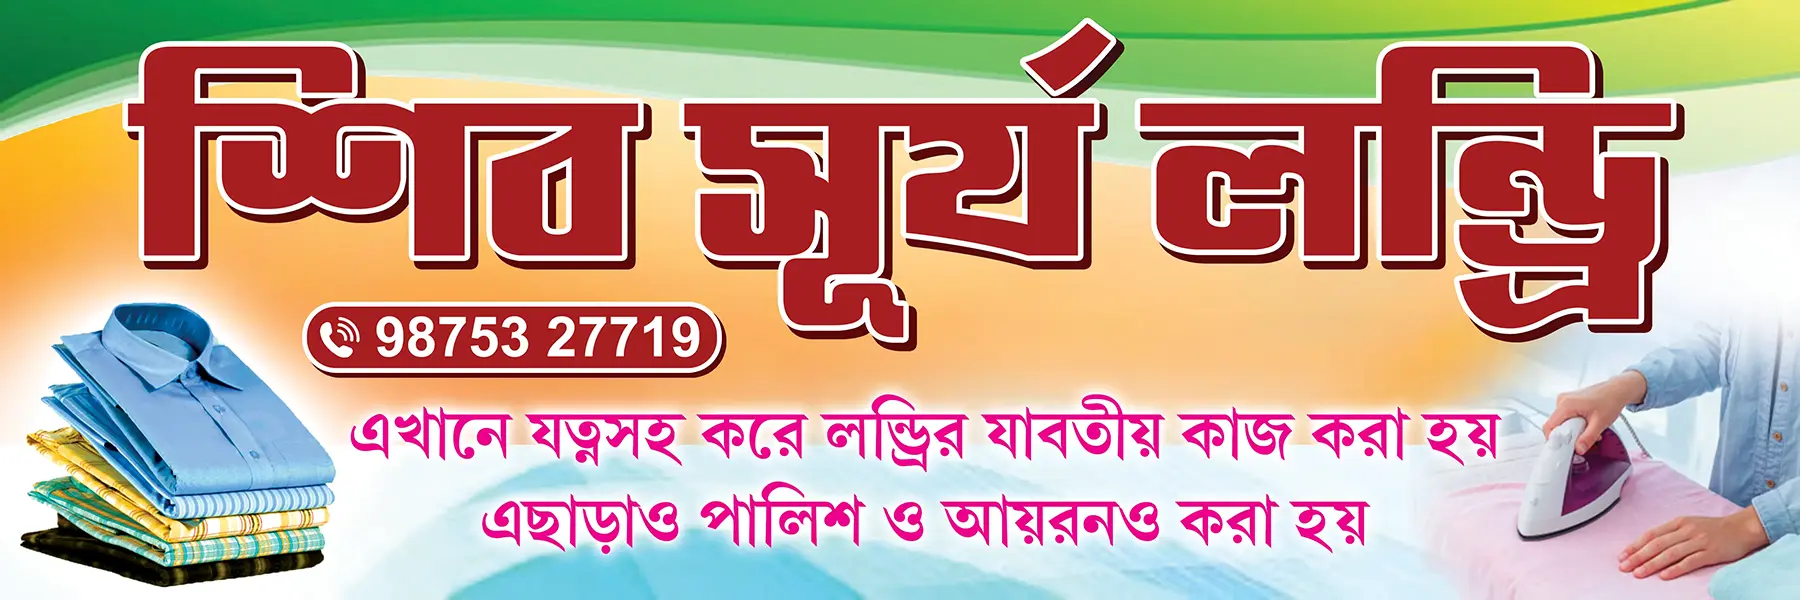 শিব সূর্য লন্ড্রি
98753 27719
এখানে যত্নসহ করে লন্ড্রির যাবতীয় কাজ করা হয়
এছাড়াও পালিশ ও আয়রনও করা হয়